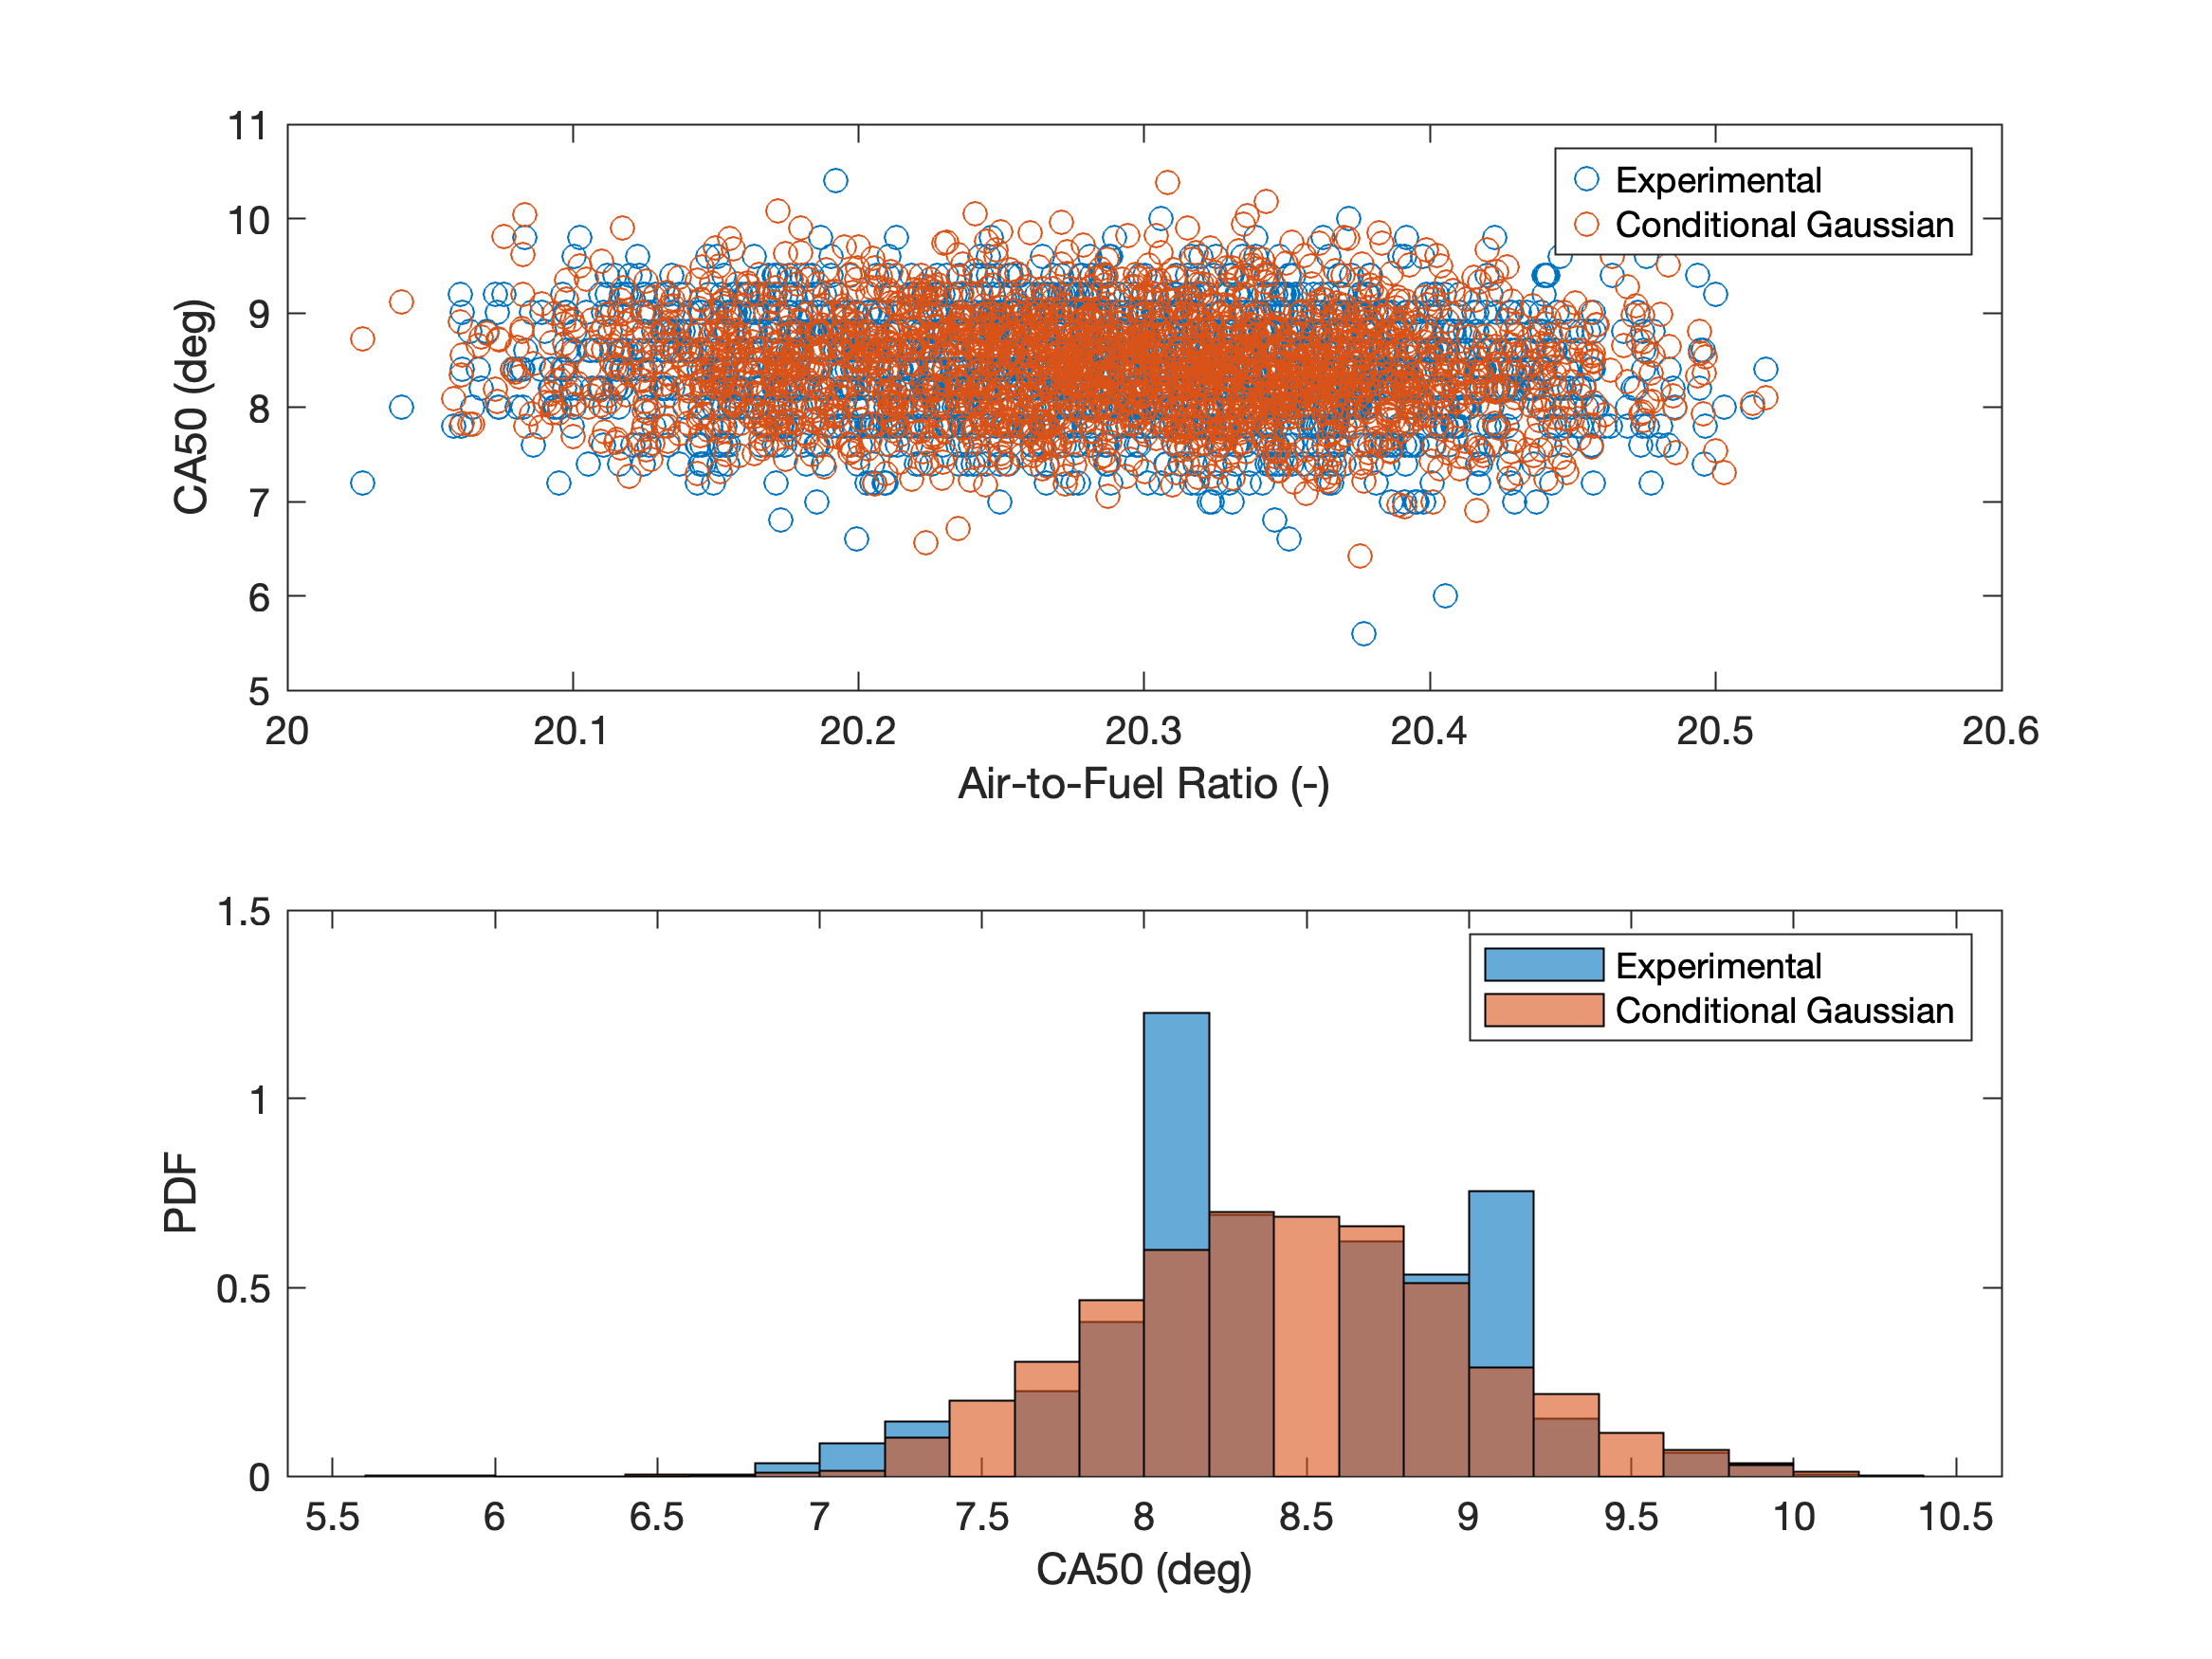 11
10
9
8
7
6
5
CA50 (deg)
Experimental
Conditional Gaussian
20 20.1 20.2 20.3 20.4 20.5 20.6
Air-to-Fuel Ratio (-)
1.5
1
0.5
0
PDF
Experimental
Conditional Gaussian
5.5 6 6.5 7 7.5 8 8.5 9 9.5 10 10.5
CA50 (deg)